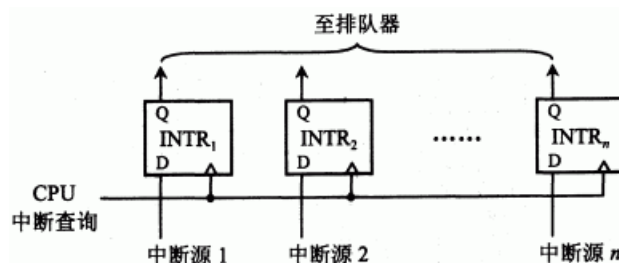 至排队器
Q
INTR₁
D
Q
INTR₂
D
……
Q
INTRₙ
D
CPU
中断查询
中断源 1
中断源 2
中断源 n